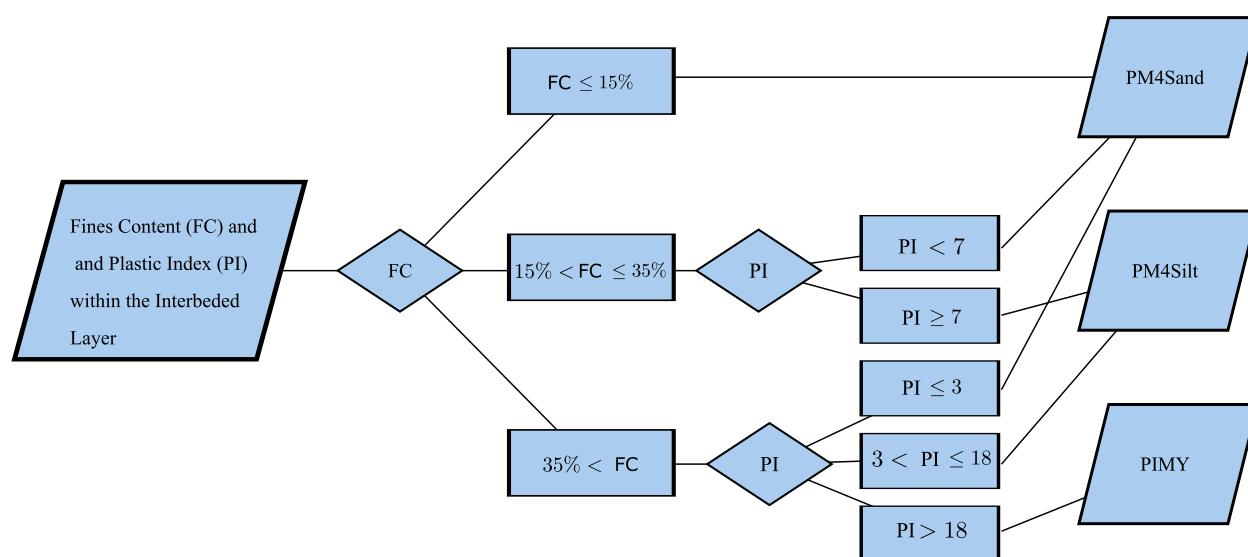 Fines Content (FC) and
and Plastic Index (PI)
within the Interbeded
Layer
FC
FC ≤ 15%
15% < FC ≤ 35%
35% < FC
PI
PI < 7
PI ≥ 7
PI
PI ≤ 3
3 < PI ≤ 18
PI > 18
PM4Sand
PM4Silt
PIMY